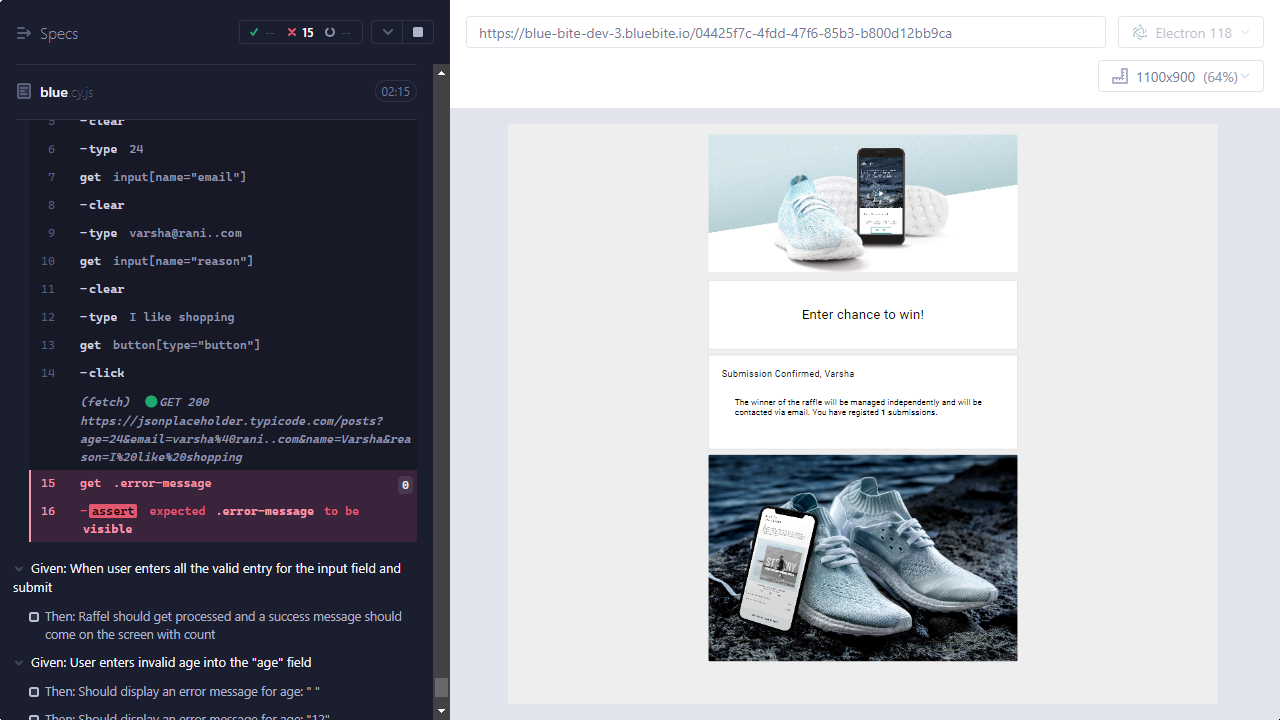 Specs
-- 15 --
https://blue-bite-dev-3.bluebite.io/04425f7c-4fdd-47f6-85b3-b800d12bb9ca
Electron 118
1100x900 (64%)
blue.cy.js
02:15
5 -clear
6 -type 24
7 get input[name="email"]
8 -clear
9 -type varsha@rani..com
10 get input[name="reason"]
11 -clear
12 -type I like shopping
13 get button[type="button"]
14 -click
(fetch) GET 200
https://jsonplaceholder.typicode.com/posts?
age=24&email=varsha%40rani..com&name=Varsha&rea
son=I%20like%20shopping
15 get .error-message 0
16 -assert expected .error-message to be
visible
Given: When user enters all the valid entry for the input field and
submit
Then: Raffel should get processed and a success message should
come on the screen with count
Given: User enters invalid age into the "age" field
Then: Should display an error message for age: " "
Then: Should display an error message for age: "12"
Enter chance to win!
Submission Confirmed, Varsha
The winner of the raffle will be managed independently and will be
contacted via email. You have registed 1 submissions.